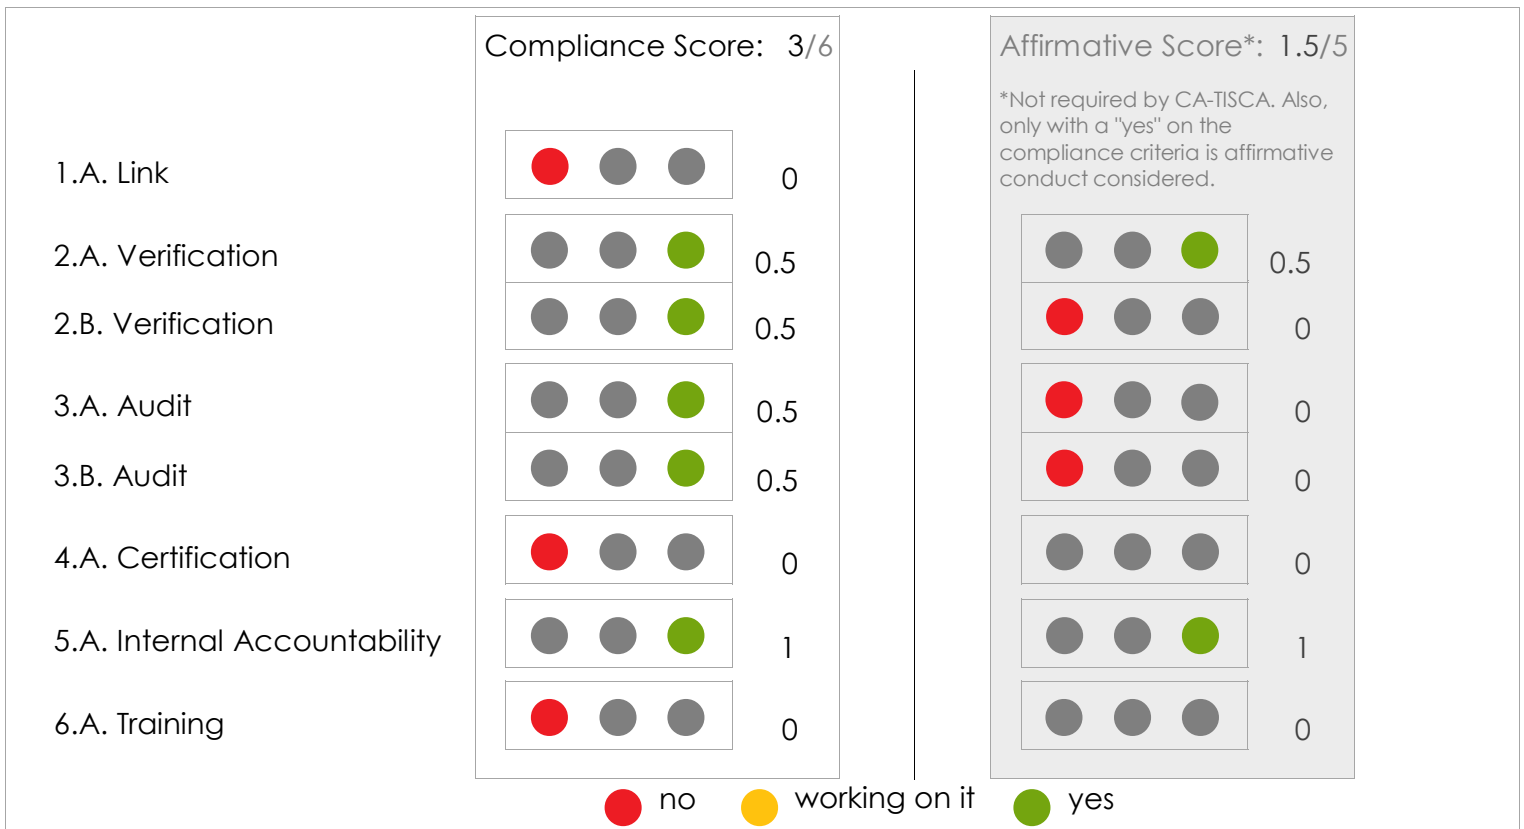 Compliance Score: 3/6
Affirmative Score*: 1.5/5
*Not required by CA-TISCA. Also,
only with a "yes" on the
compliance criteria is affirmative
conduct considered.
1.A. Link 0
2.A. Verification 0.5 0.5
2.B. Verification 0.5 0
3.A. Audit 0.5 0
3.B. Audit 0.5 0
4.A. Certification 0 0
5.A. Internal Accountability 1 1
6.A. Training 0 0
no working on it yes